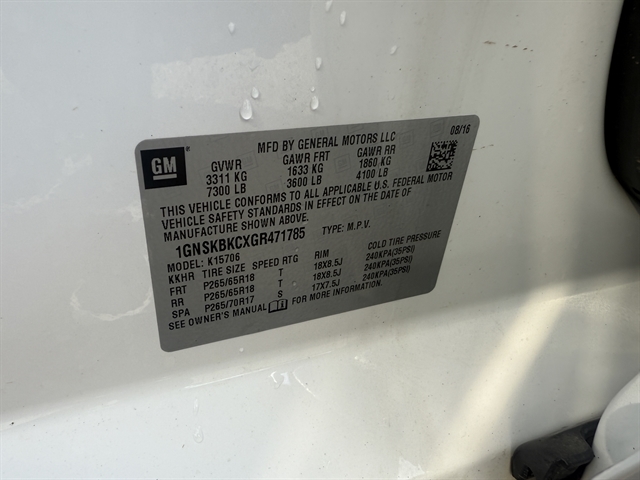 MFD BY GENERAL MOTORS LLC 08/16
GM
GVWR GAWR FRT GAWR RR
3311 KG 1633 KG 1860 KG
7300 LB 3600 LB 4100 LB
THIS VEHICLE CONFORMS TO ALL APPLICABLE U.S. FEDERAL MOTOR
VEHICLE SAFETY STANDARDS IN EFFECT ON THE DATE OF
MANUFACTURE SHOWN ABOVE.
1GNSKBKCXGR471785 TYPE: M.P.V.
MODEL: K15706
KKHR TIRE SIZE SPEED RTG RIM COLD TIRE PRESSURE
FRT P265/65R18 T 18X8.5J 240KPA(35PSI)
RR P265/65R18 T 18X8.5J 240KPA(35PSI)
SPA P265/70R17 S 17X7.5J 240KPA(35PSI)
SEE OWNER'S MANUAL FOR MORE INFORMATION.